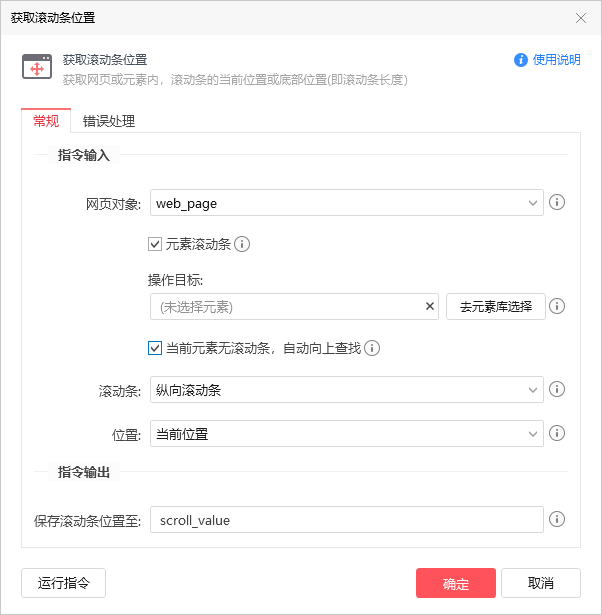 获取滚动条位置
获取滚动条位置
使用说明
获取网页或元素内，滚动条的当前位置或底部位置(即滚动条长度)
常规 错误处理
指令输入
网页对象: web_page
元素滚动条
操作目标:
(未选择元素) 去元素库选择
当前元素无滚动条，自动向上查找
滚动条: 纵向滚动条
位置: 当前位置
指令输出
保存滚动条位置至: scroll_value
运行指令 确定 取消